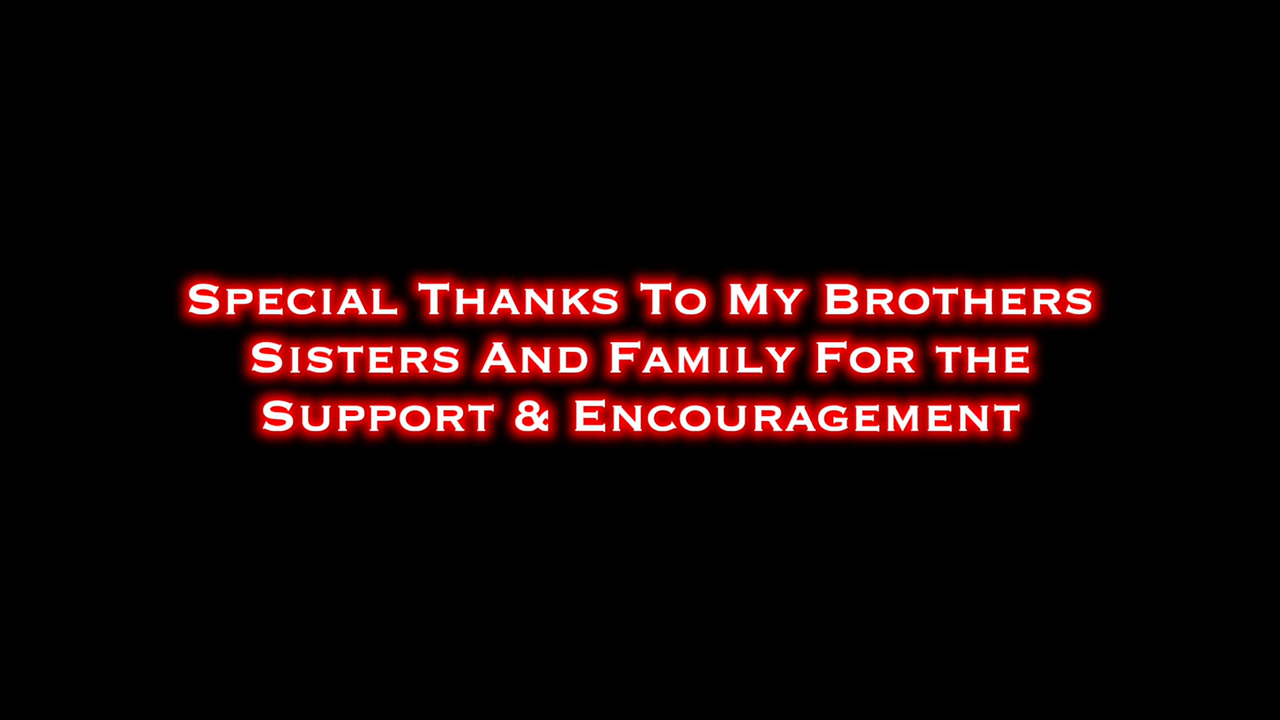 Special Thanks To My Brothers
Sisters And Family For the
Support & Encouragement